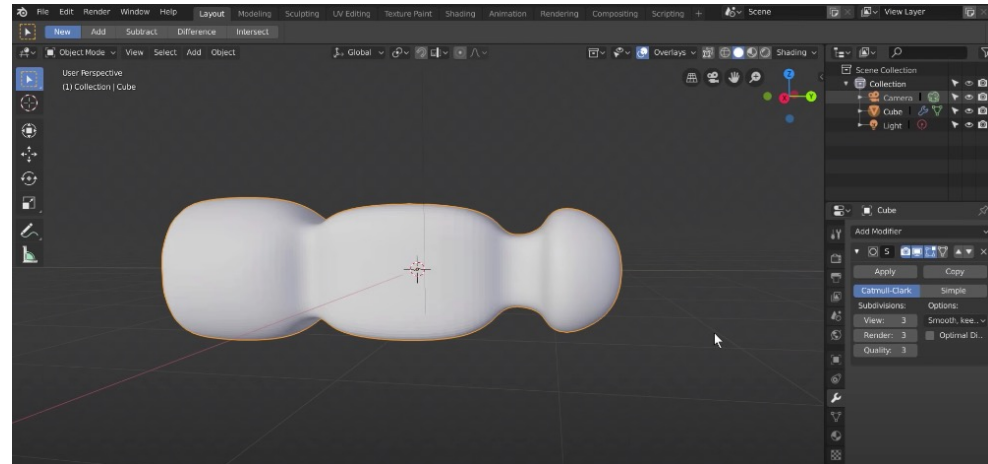 File Edit Render Window Help Layout Modeling Sculpting UV Editing Texture Paint Shading Animation Rendering Compositing Scripting + Scene View Layer
New Add Subtract Difference Intersect
Object Mode View Select Add Object Global Overlays Shading
User Perspective
(1) Collection | Cube
Z
X
Y
Scene Collection
Collection
Camera
Cube
Light
Cube
Add Modifier
S
Apply Copy
Catmull-Clark Simple
Subdivisions: Options:
View: 3 Smooth, kee..
Render: 3 Optimal Di..
Quality: 3